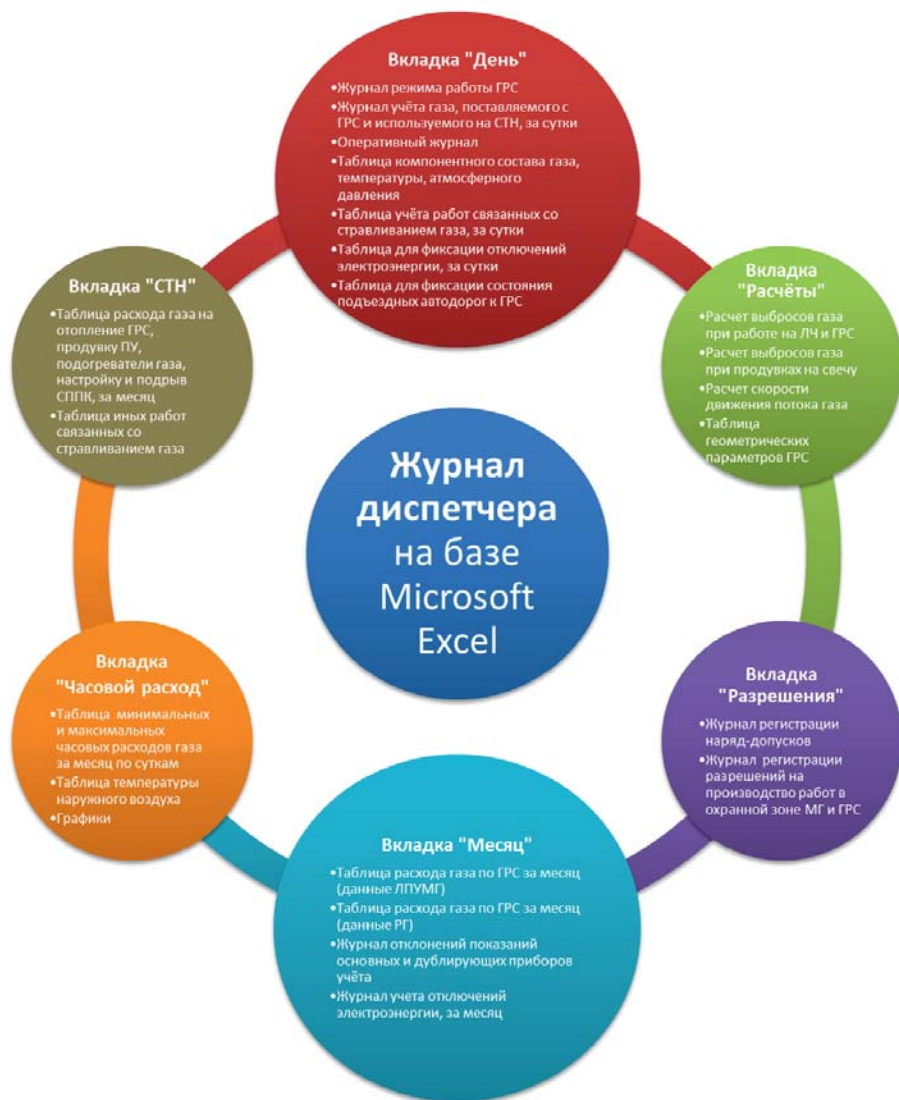 Вкладка "День"
•Журнал режима работы ГРС
•Журнал учёта газа, поставляемого с
ГРС и используемого на СТН, за сутки
•Оперативный журнал
•Таблица компонентного состава газа,
температуры, атмосферного
давления
•Таблица учёта работ связанных со
стравливанием газа, за сутки
•Таблица для фиксации отключений
электроэнергии, за сутки
•Таблица для фиксации состояния
подъездных автодорог к ГРС
Вкладка
"Расчёты"
•Расчет выбросов газа
при работе на ЛЧ и ГРС
•Расчет выбросов газа
при продувках на свечу
•Расчет скорости
движения потока газа
•Таблица
геометрических
параметров ГРС
Вкладка
"Разрешения"
•Журнал регистрации
наряд-допусков
•Журнал регистрации
разрешений на
производство работ в
охранной зоне МГ и ГРС
Вкладка "Месяц"
•Таблица расхода газа по ГРС за месяц
(данные ЛПУМГ)
•Таблица расхода газа по ГРС за месяц
(данные РГ)
•Журнал отклонений показаний
основных и дублирующих приборов
учёта
•Журнал учета отключений
электроэнергии, за месяц
Вкладка
"Часовой расход"
•Таблица минимальных
и максимальных
часовых расходов газа
за месяц по суткам
•Таблица температуры
наружного воздуха
•Графики
Вкладка "СТН"
•Таблица расхода газа на
отопление ГРС,
продувку ПУ,
подогреватели газа,
настройку и подрыв
СППК, за месяц
•Таблица иных работ
связанных со
стравливанием газа
Журнал
диспетчера
на базе
Microsoft
Excel